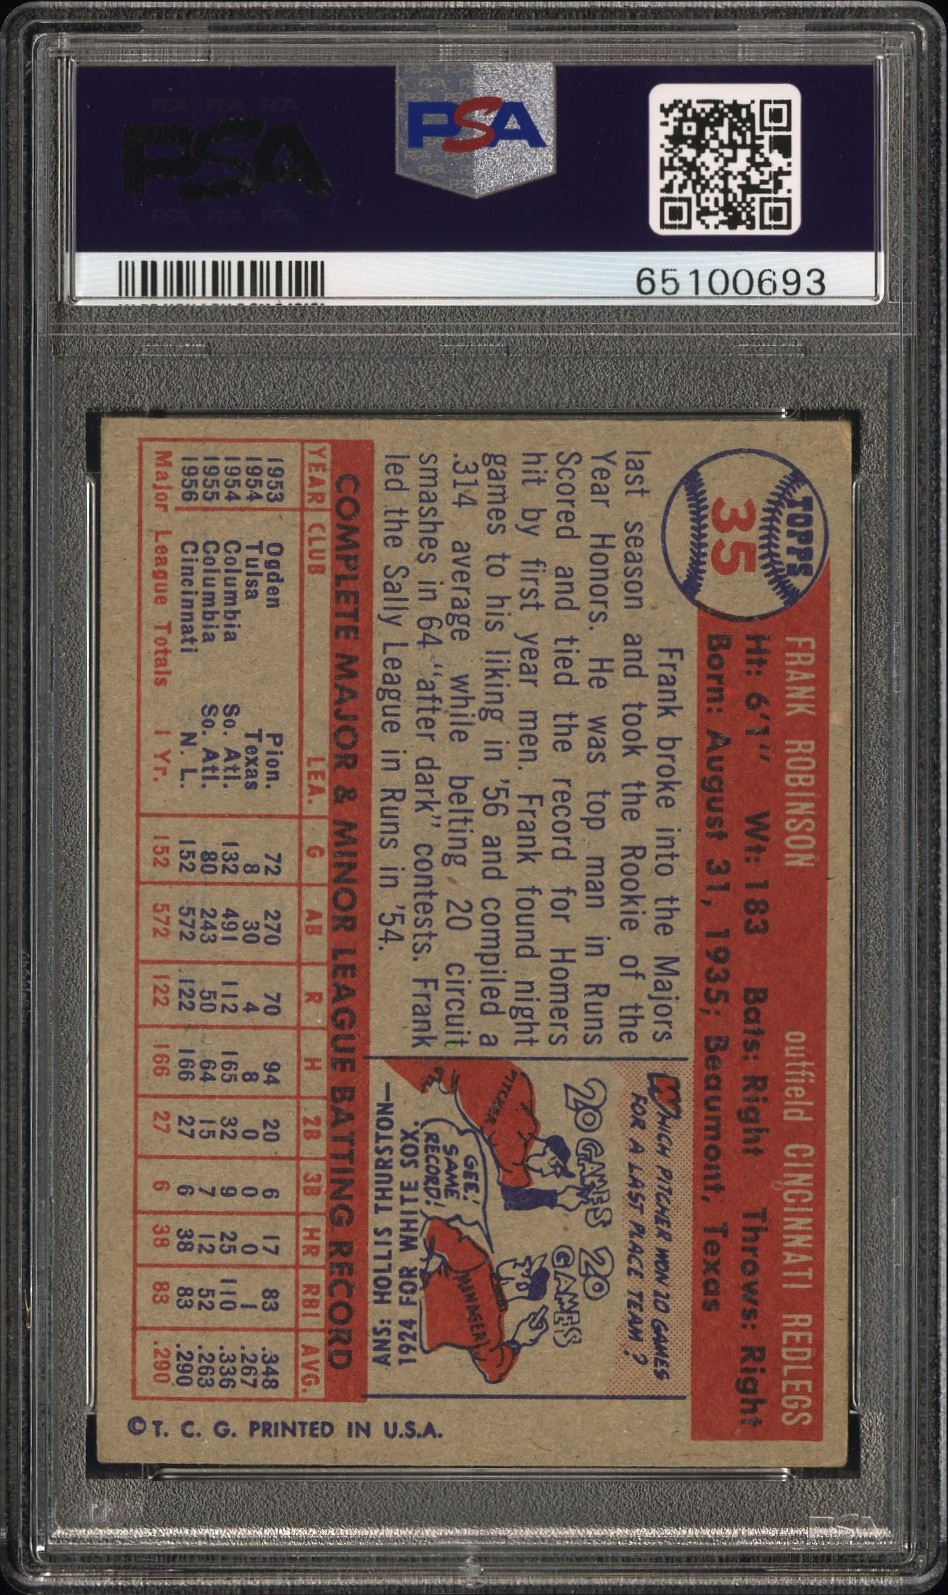 PSA
PSA
65100693
TOPPS
35
FRANK ROBINSON outfield CINCINNATI REDLEGS
Ht: 6'1" Wt: 183 Bats: Right Throws: Right
Born: August 31, 1935, Beaumont, Texas
Frank broke into the Majors
last season and took the Rookie of the
Year Honors. He was top man in Runs
Scored and tied the record for Homers
hit by first year men. Frank found night
games to his liking in '56 and compiled a
.314 average while belting 20 circuit
smashes in 64 "after dark" contests. Frank
led the Sally League in Runs in '54.
WHICH PITCHER WON 20 GAMES
FOR A LAST PLACE TEAM?
20 GAMES
20 GAMES
PITCHER
GEE!
SAME
RECORD!
MANAGER
ANS: HOLLIS THURSTON—
1924 FOR WHITE SOX.
COMPLETE MAJOR & MINOR LEAGUE BATTING RECORD
YEAR CLUB LEA. G AB R H 2B 3B HR RBI AVG.
1953 Ogden Pion. 72 270 70 94 20 6 17 83 .348
1954 Tulsa Texas 8 30 4 8 0 0 0 1 .267
1954 Columbia So. Atl. 132 491 112 165 32 9 25 110 .336
1955 Columbia So. Atl. 80 243 50 64 15 7 12 52 .263
1956 Cincinnati N. L. 152 572 122 166 27 6 38 83 .290
Major League Totals 1 Yr. 152 572 122 166 27 6 38 83 .290
© T. C. G. PRINTED IN U.S.A.
PSA